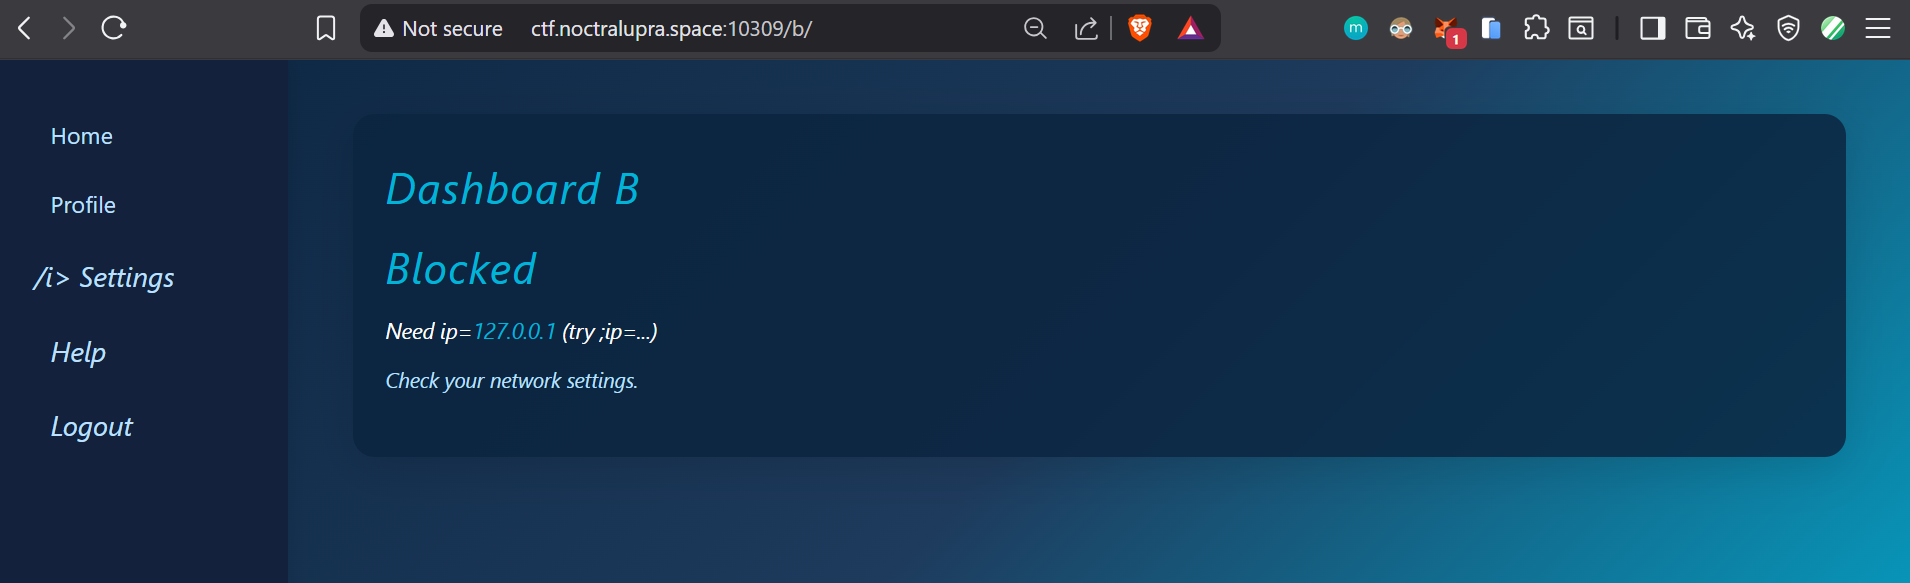 Not secure ctf.noctralupra.space:10309/b/
m
1
Home
Profile
/i> Settings
Help
Logout
Dashboard B
Blocked
Need ip=127.0.0.1 (try ;ip=...)
Check your network settings.